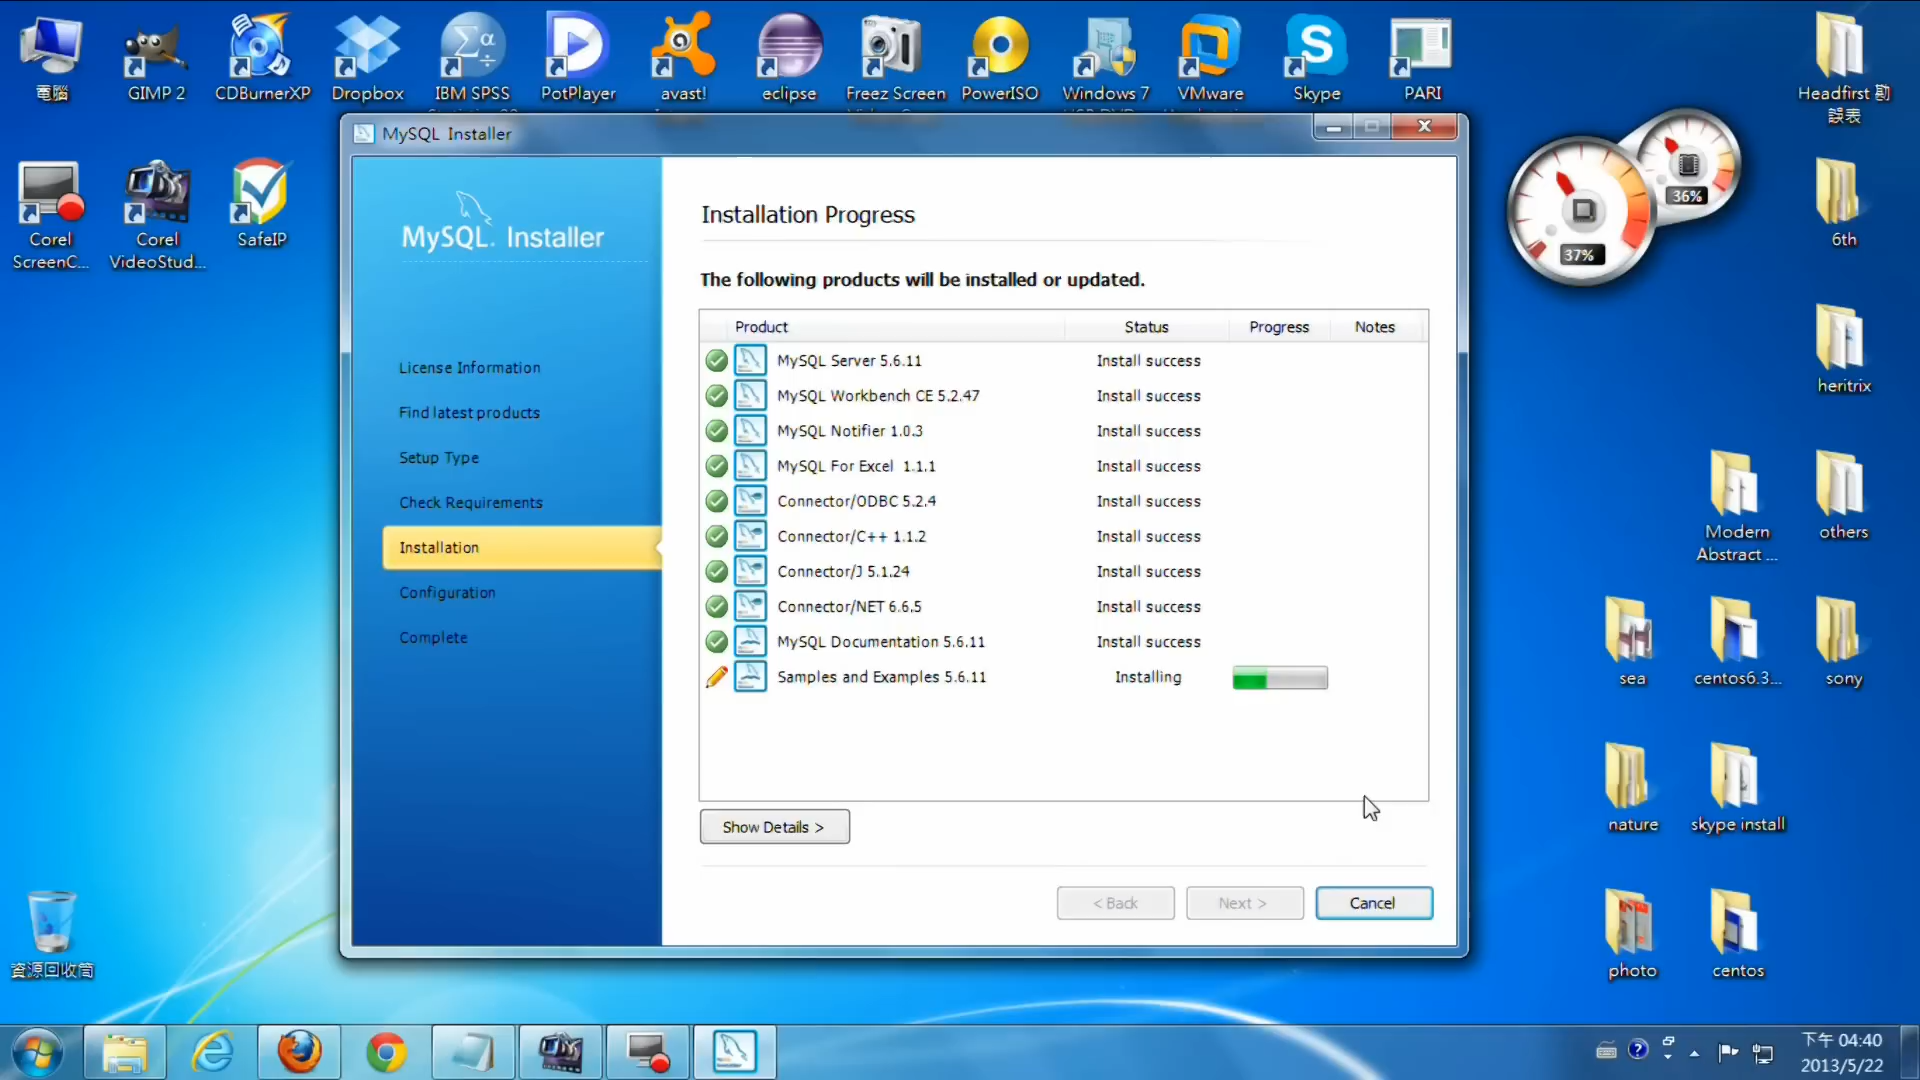 電腦
GIMP 2
CDBurnerXP
Dropbox
IBM SPSS
PotPlayer
avast!
eclipse
Freez Screen
PowerISO
Windows 7
VMware
Skype
PARI
Headfirst 勘
誤表
Corel
ScreenC...
Corel
VideoStud...
SafeIP
36%
37%
6th
heritrix
Modern
Abstract ...
others
sea
centos6.3...
sony
nature
skype install
photo
centos
資源回收筒
MySQL Installer
MySQL. Installer
License Information
Find latest products
Setup Type
Check Requirements
Installation
Configuration
Complete
Installation Progress
The following products will be installed or updated.
Product Status Progress Notes
MySQL Server 5.6.11 Install success
MySQL Workbench CE 5.2.47 Install success
MySQL Notifier 1.0.3 Install success
MySQL For Excel 1.1.1 Install success
Connector/ODBC 5.2.4 Install success
Connector/C++ 1.1.2 Install success
Connector/J 5.1.24 Install success
Connector/NET 6.6.5 Install success
MySQL Documentation 5.6.11 Install success
Samples and Examples 5.6.11 Installing
Show Details >
< Back Next > Cancel
下午 04:40
2013/5/22